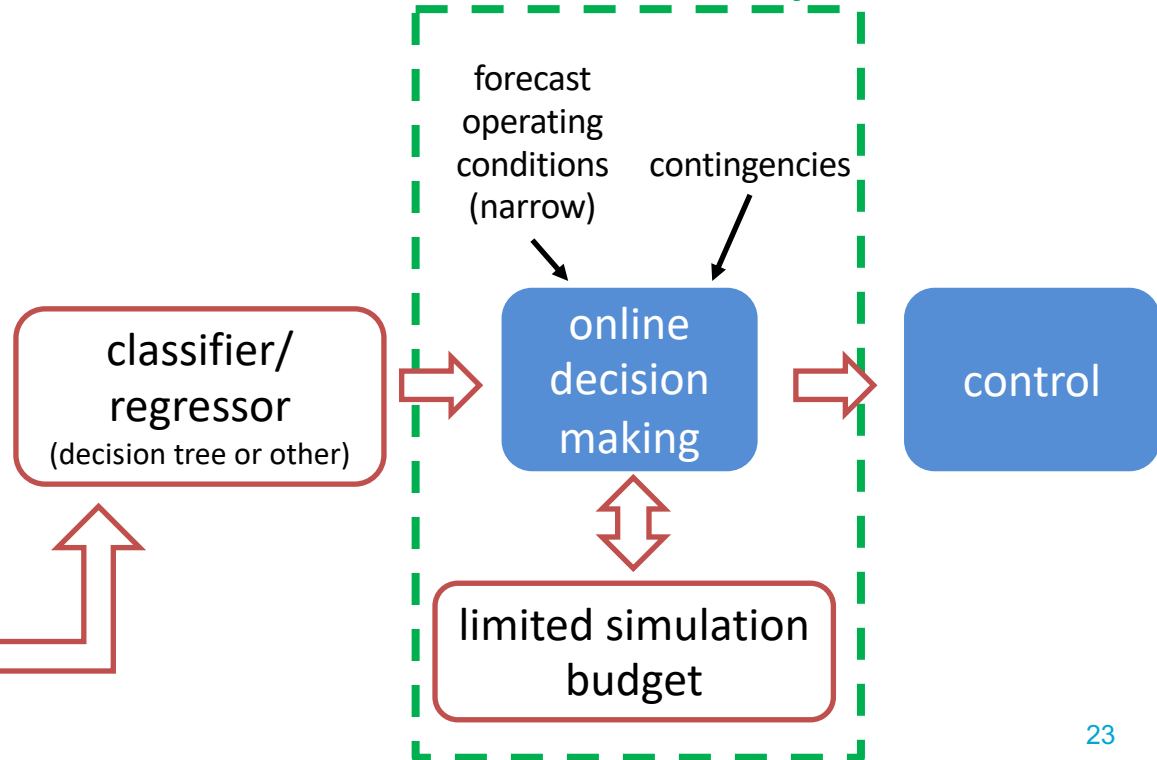 forecast
operating
conditions
(narrow)
contingencies
classifier/
regressor
(decision tree or other)
online
decision
making
control
limited simulation
budget
23